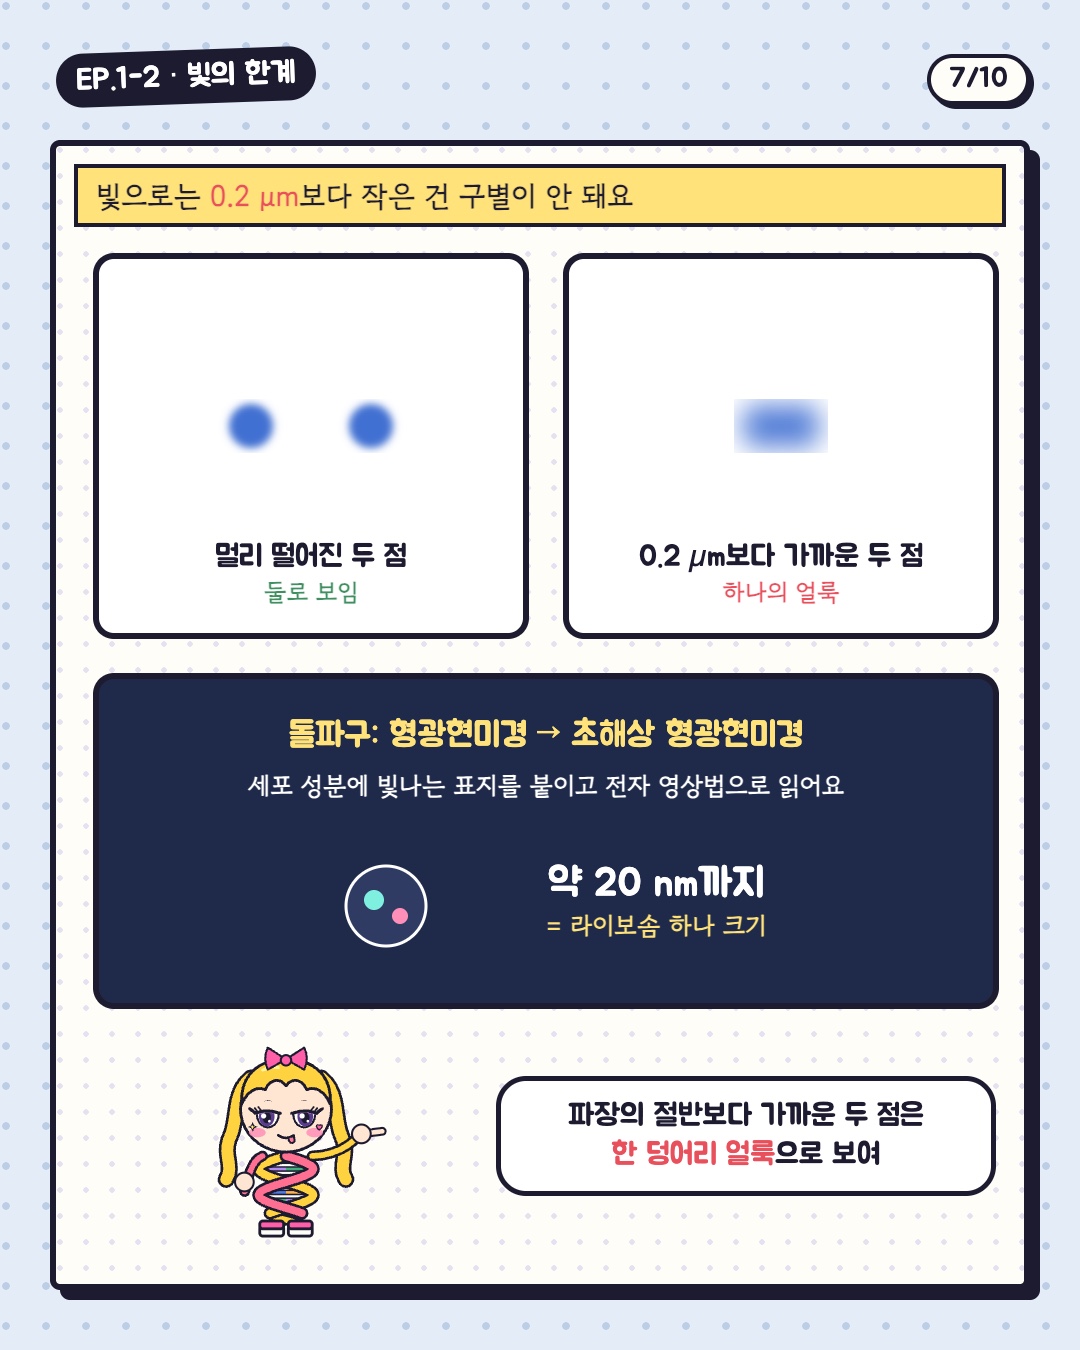 EP.1-2 · 빛의 한계
7/10
빛으로는 0.2 μm보다 작은 건 구별이 안 돼요
멀리 떨어진 두 점
둘로 보임
0.2 μm보다 가까운 두 점
하나의 얼룩
돌파구: 형광현미경 → 초해상 형광현미경
세포 성분에 빛나는 표지를 붙이고 전자 영상법으로 읽어요
약 20 nm까지
= 라이보솜 하나 크기
파장의 절반보다 가까운 두 점은
한 덩어리 얼룩으로 보여